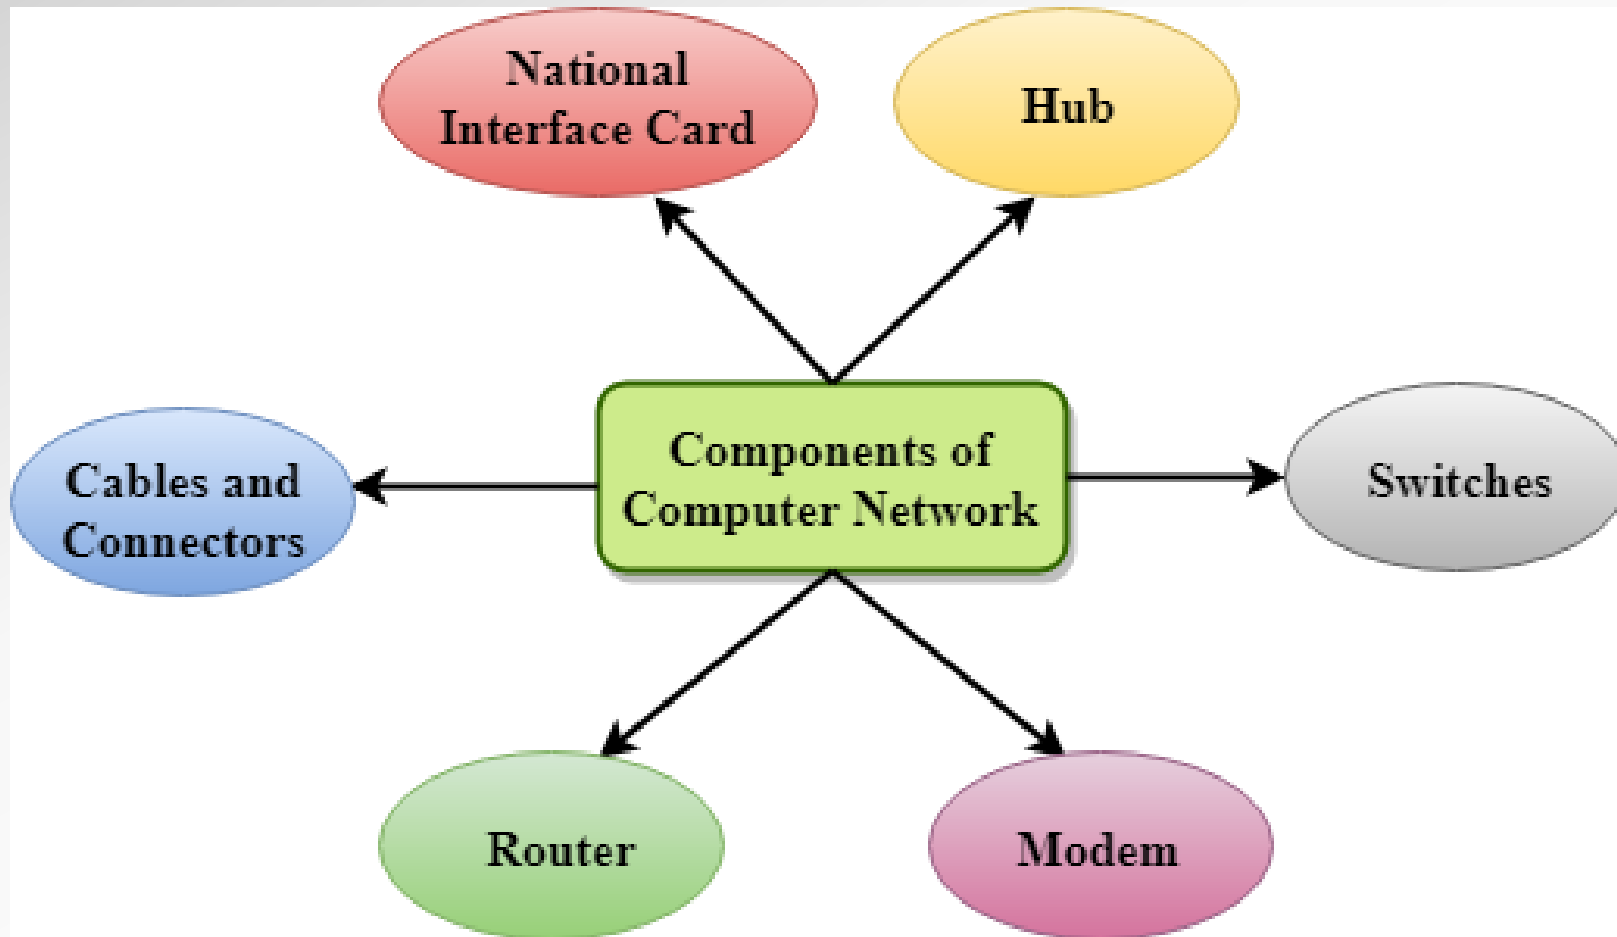 National
Interface Card
Hub
Components of
Computer Network
Cables and
Connectors
Switches
Router
Modem